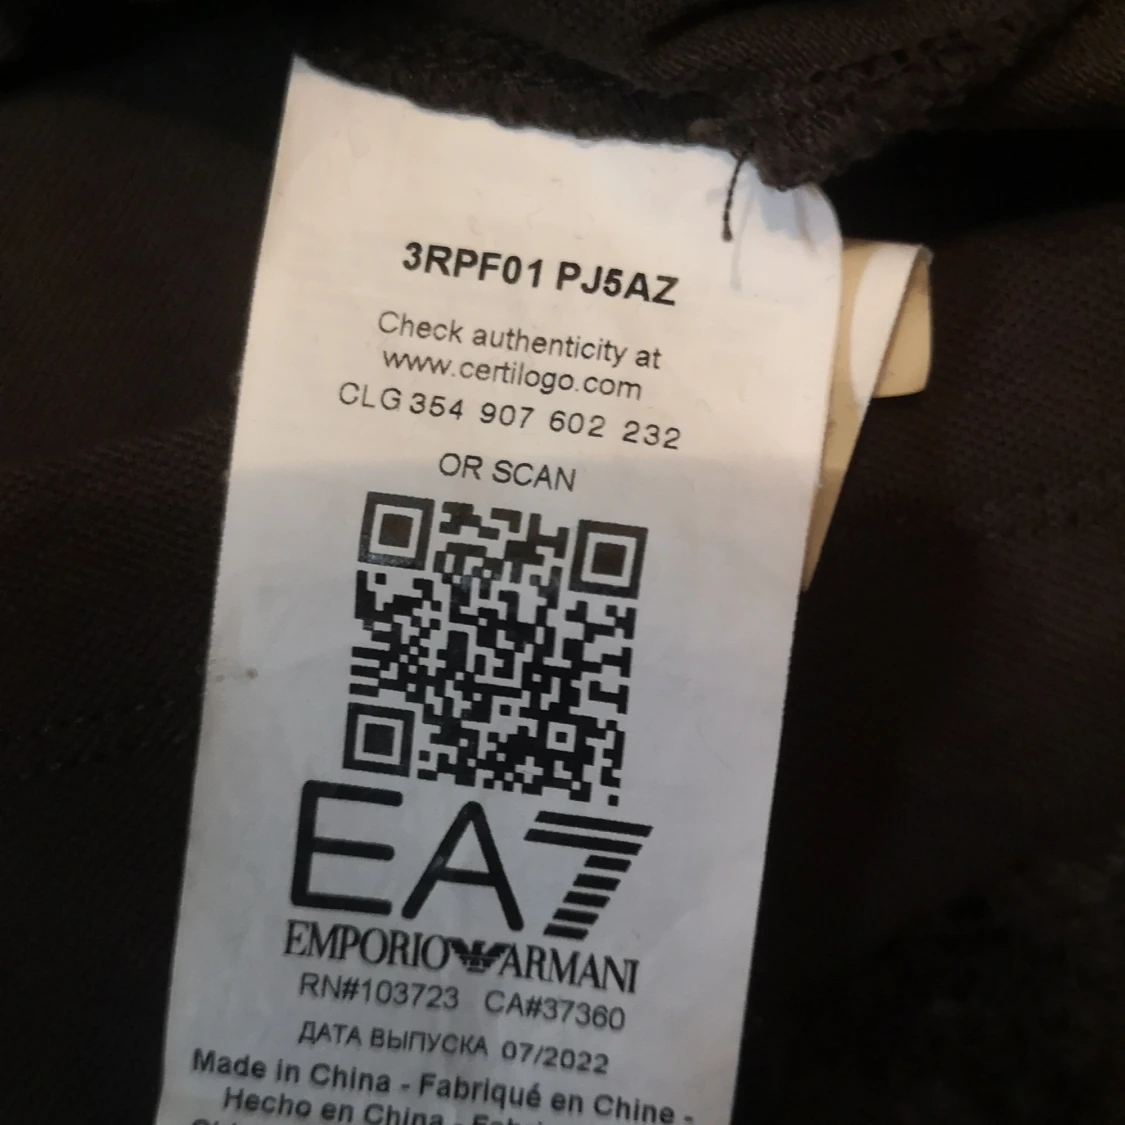 3RPF01 PJ5AZ
Check authenticity at
www.certilogo.com
CLG 354 907 602 232
OR SCAN
EA7
EMPORIO ARMANI
RN#103723 CA#37360
ДАТА ВЫПУСКА 07/2022
Made in China - Fabriqué en Chine -
Hecho en China -